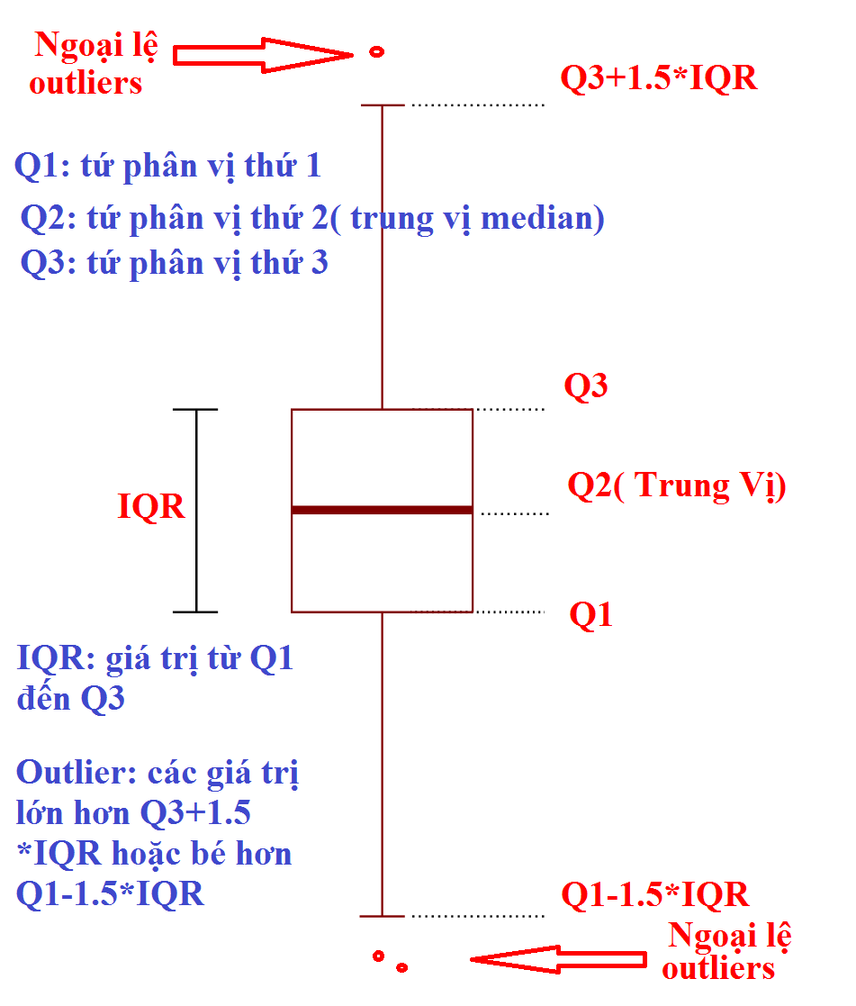 Ngoại lệ
outliers
Q3+1.5*IQR
Q1: tứ phân vị thứ 1
Q2: tứ phân vị thứ 2( trung vị median)
Q3: tứ phân vị thứ 3
Q3
Q2( Trung Vị)
IQR
Q1
IQR: giá trị từ Q1
đến Q3
Outlier: các giá trị
lớn hơn Q3+1.5
*IQR hoặc bé hơn
Q1-1.5*IQR
Q1-1.5*IQR
Ngoại lệ
outliers